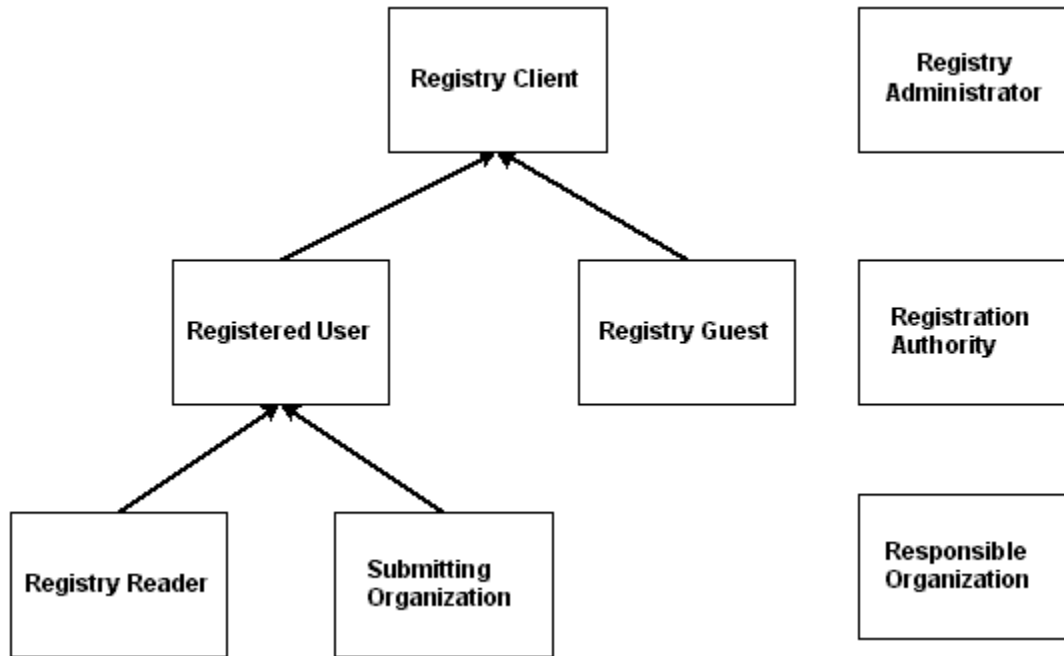 Registry Client
Registry
Administrator
Registered User
Registry Guest
Registration
Authority
Registry Reader
Submitting
Organization
Responsible
Organization